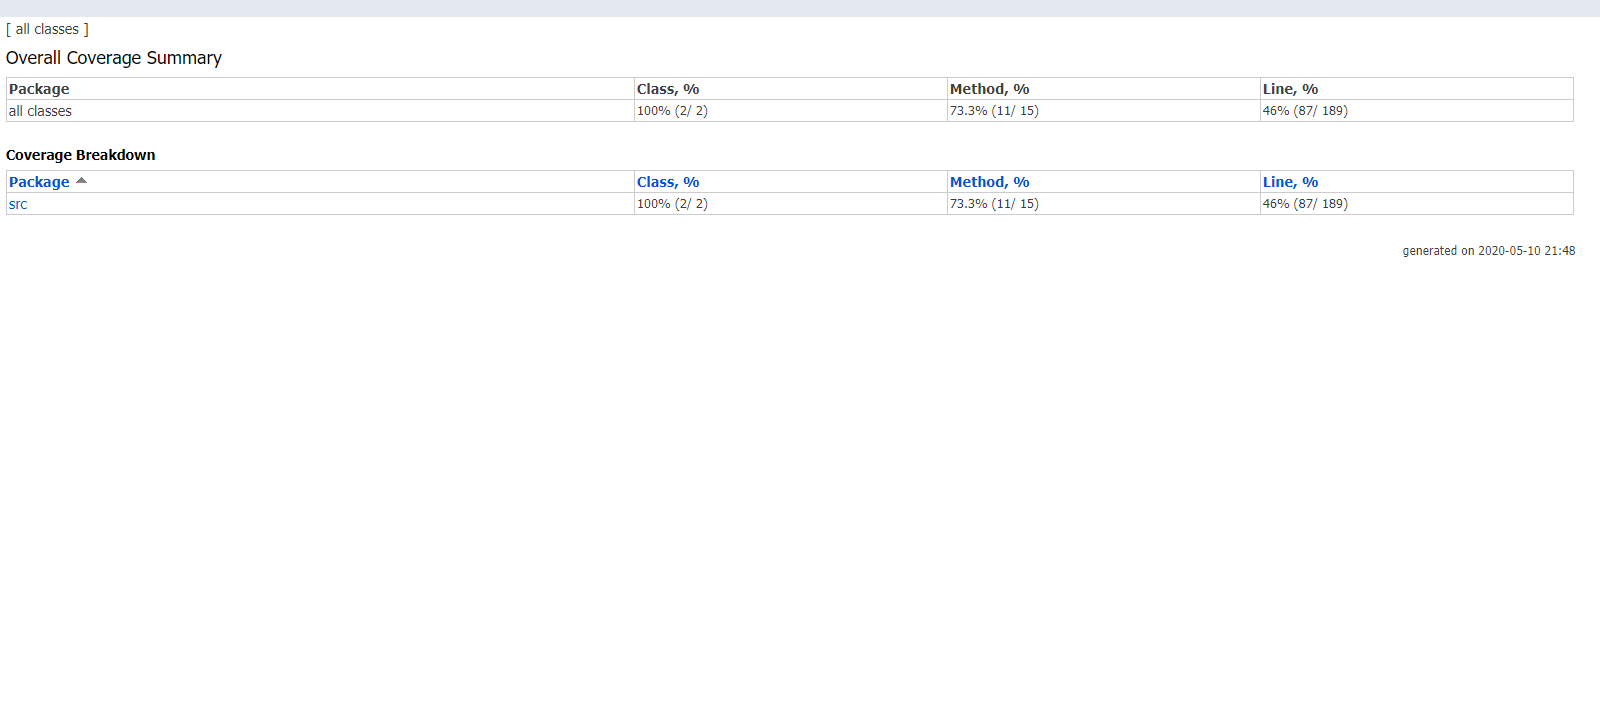 [ all classes ]
Overall Coverage Summary
Package Class, % Method, % Line, %
all classes 100% (2/ 2) 73.3% (11/ 15) 46% (87/ 189)
Coverage Breakdown
Package Class, % Method, % Line, %
src 100% (2/ 2) 73.3% (11/ 15) 46% (87/ 189)
generated on 2020-05-10 21:48